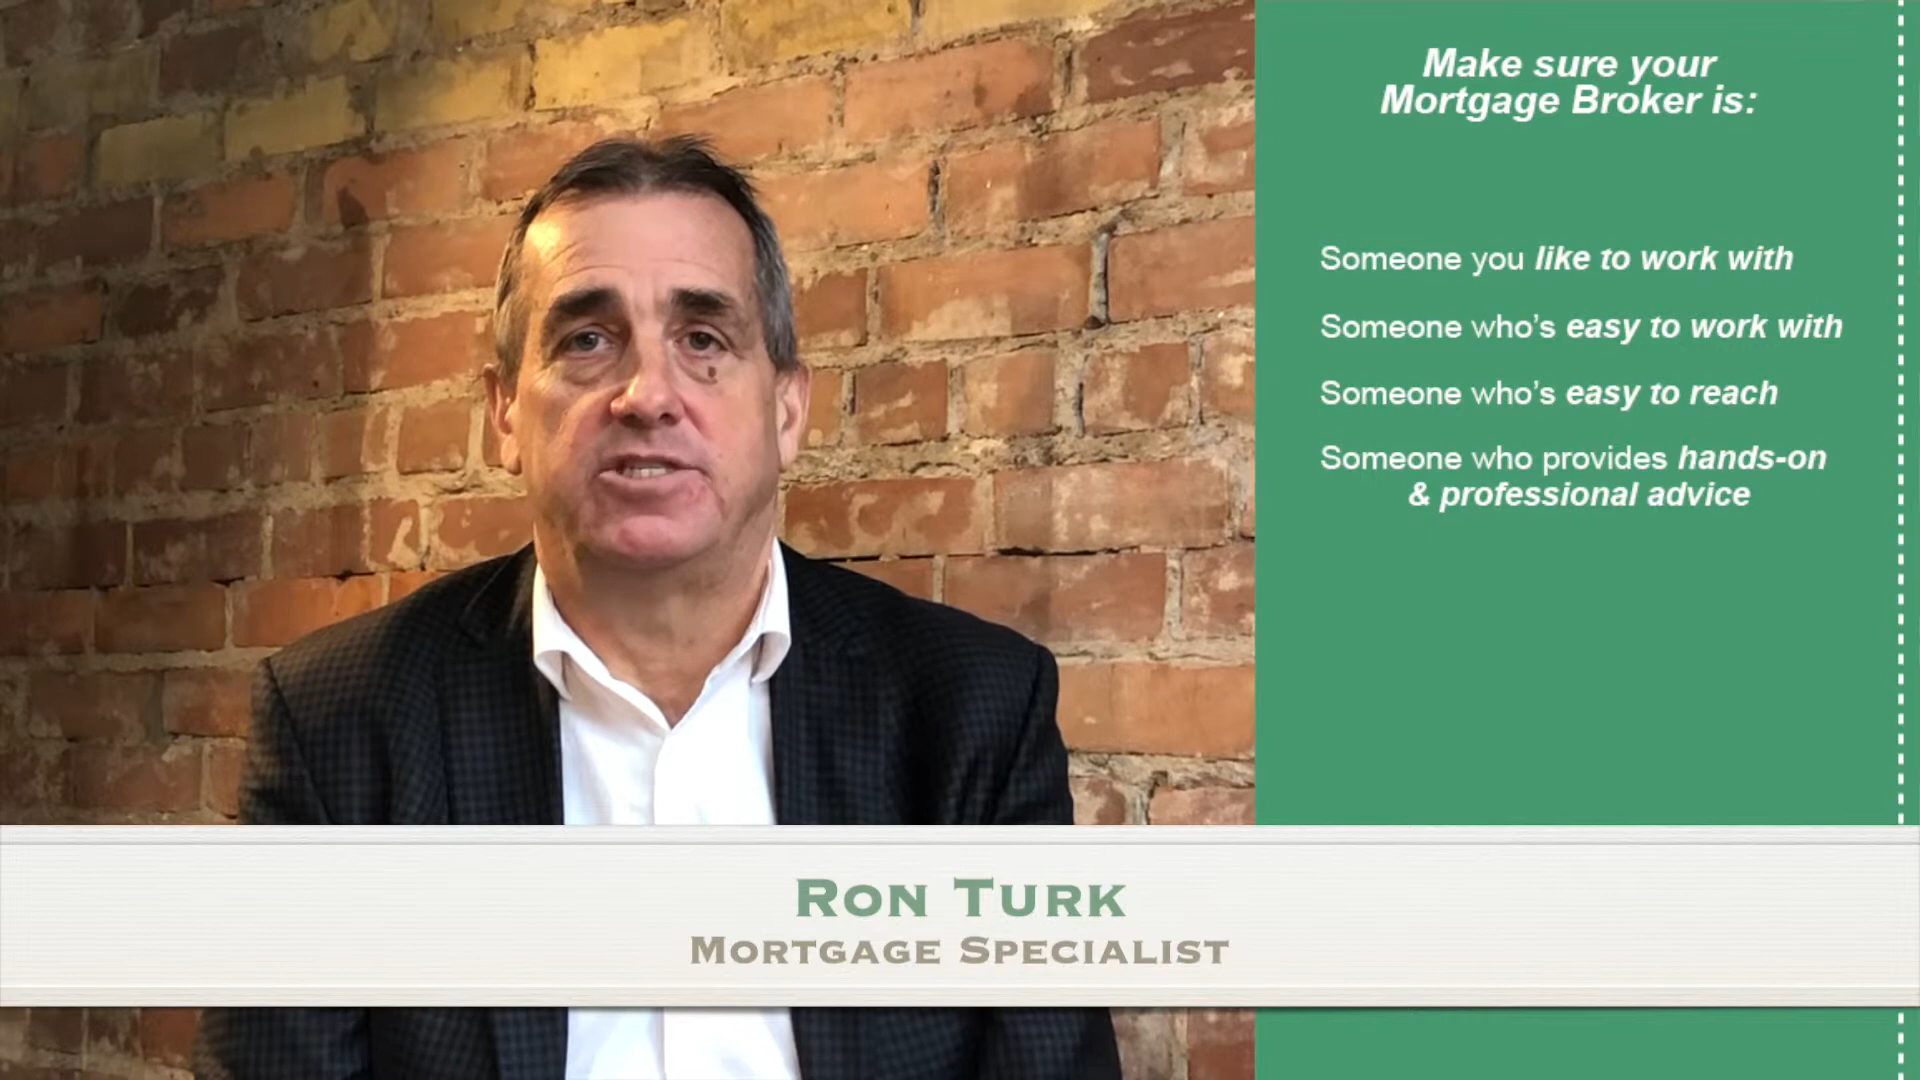 Make sure your
Mortgage Broker is:
Someone you like to work with
Someone who's easy to work with
Someone who's easy to reach
Someone who provides hands-on
& professional advice
Ron Turk
Mortgage Specialist